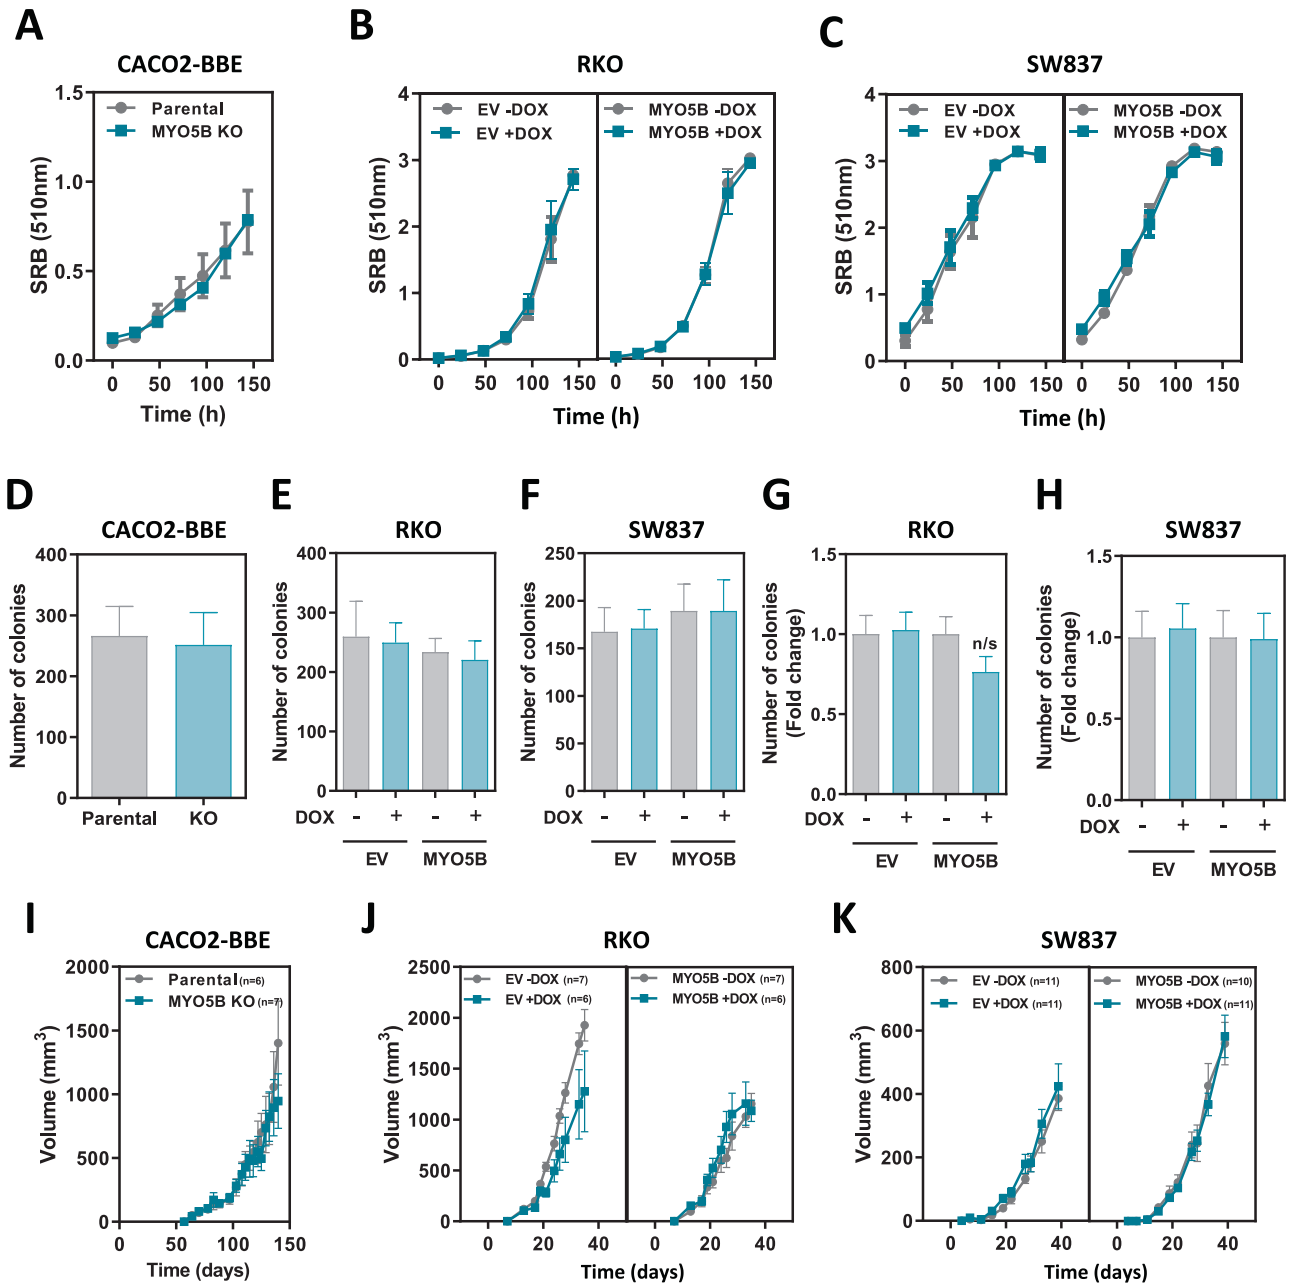 A
B
C
CACO2-BBE
RKO
SW837
Parental
MYO5B KO
EV -DOX
EV +DOX
MYO5B -DOX
MYO5B +DOX
EV -DOX
EV +DOX
MYO5B -DOX
MYO5B +DOX
SRB (510nm)
1.5
1.0
0.5
0.0
0 50 100 150
Time (h)
SRB (510nm)
4
3
2
1
0
0 50 100 150 0 50 100 150
Time (h)
SRB (510nm)
4
3
2
1
0
0 50 100 150 0 50 100 150
Time (h)
D
E
F
G
H
CACO2-BBE
Number of colonies
400
300
200
100
0
Parental KO
RKO
Number of colonies
400
300
200
100
0
DOX - + - +
EV MYO5B
SW837
Number of colonies
250
200
150
100
50
0
DOX - + - +
EV MYO5B
RKO
Number of colonies
(Fold change)
1.5
1.0
0.5
0.0
n/s
DOX - + - +
EV MYO5B
SW837
Number of colonies
(Fold change)
1.5
1.0
0.5
0.0
DOX - + - +
EV MYO5B
I
J
K
CACO2-BBE
Parental (n=6)
MYO5B KO (n=7)
Volume (mm³)
2000
1500
1000
500
0
0 50 100 150
Time (days)
RKO
EV -DOX (n=7)
EV +DOX (n=6)
MYO5B -DOX (n=7)
MYO5B +DOX (n=6)
Volume (mm³)
2500
2000
1500
1000
500
0
0 20 40 0 20 40
Time (days)
SW837
EV -DOX (n=11)
EV +DOX (n=11)
MYO5B -DOX (n=10)
MYO5B +DOX (n=11)
Volume (mm³)
800
600
400
200
0
0 20 40 0 20 40
Time (days)